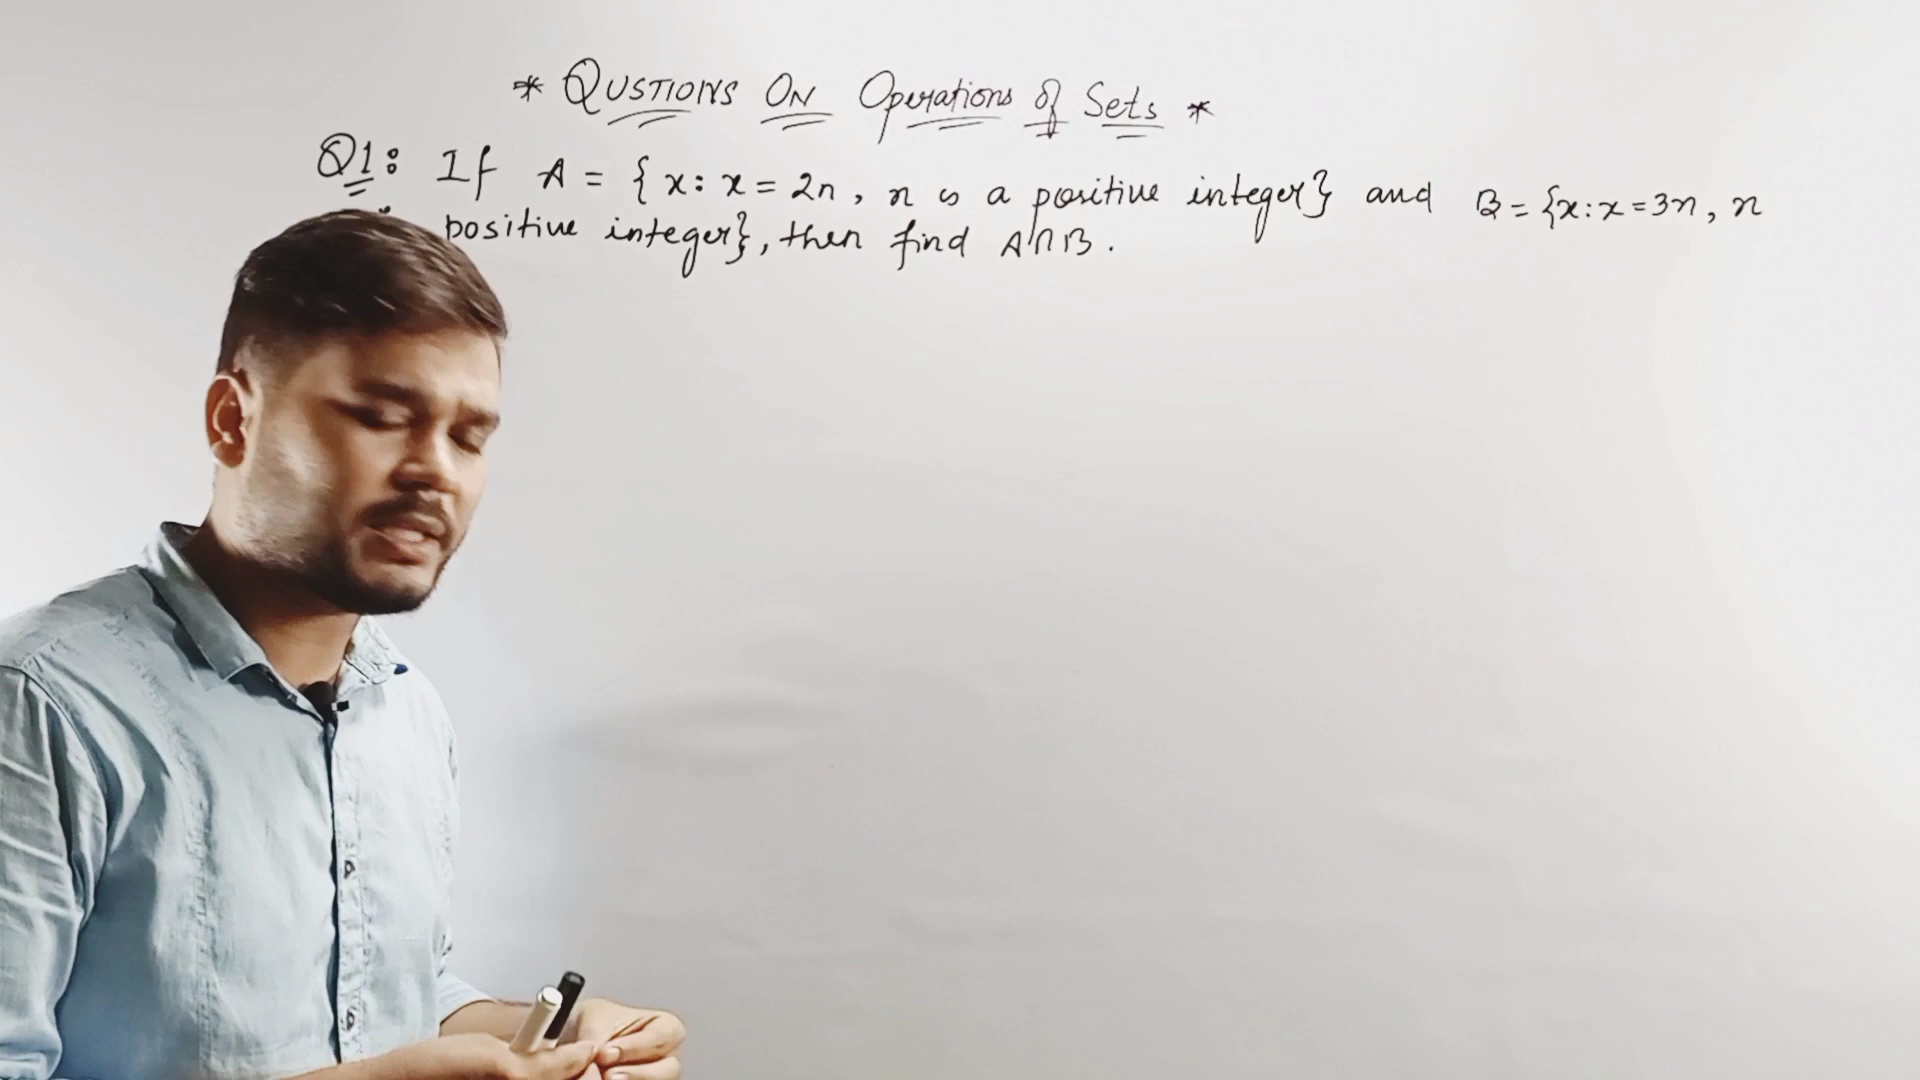 * QUSTIONS ON Operations of Sets *
Q1: If A = {x: x = 2n, n is a positive integer} and B = {x: x = 3n, n
positive integer}, then find A∩B.